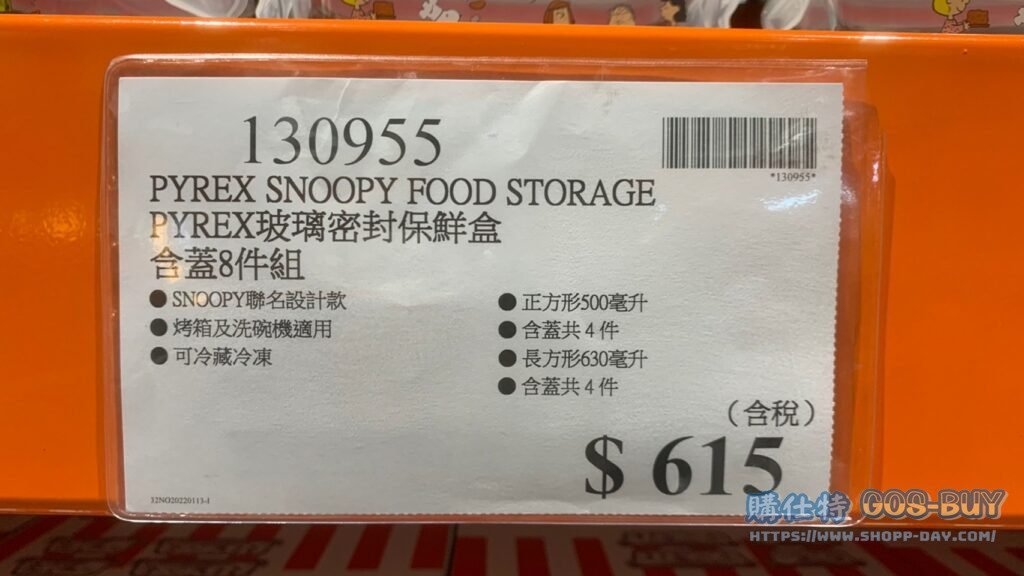 130955
*130955*
PYREX SNOOPY FOOD STORAGE
PYREX玻璃密封保鮮盒
含蓋8件組
● SNOOPY聯名設計款
● 烤箱及洗碗機適用
● 可冷藏冷凍
● 正方形500毫升
● 含蓋共 4 件
● 長方形630毫升
● 含蓋共 4 件
（含稅）
$ 615
32NO20220113-1
購仕特 GOS-BUY
HTTPS://WWW.SHOPP-DAY.COM/